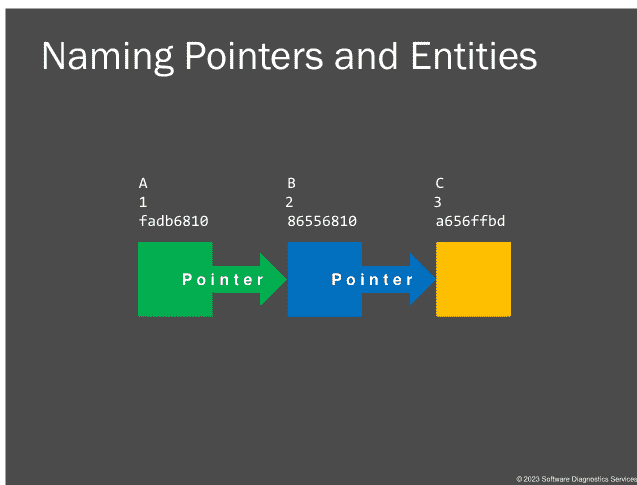 Naming Pointers and Entities
A B C
1 2 3
fadb6810 86556810 a656ffbd
Pointer Pointer
© 2023 Software Diagnostics Services